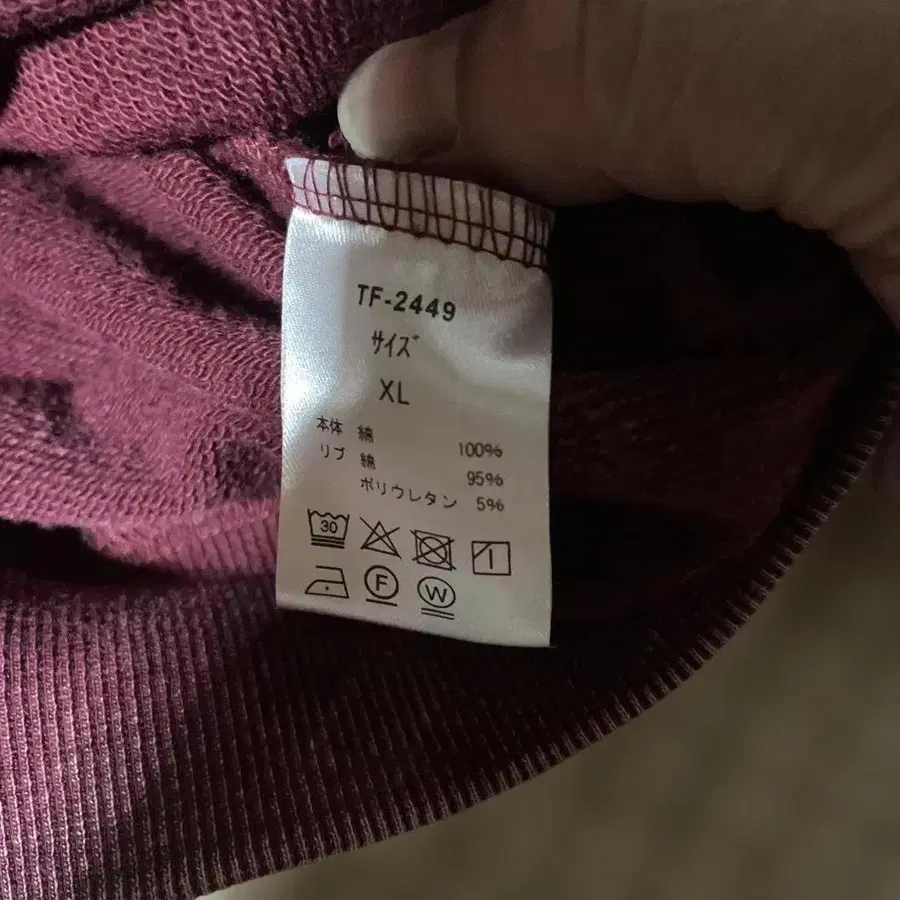 TF-2449
サイズ
XL
本体 綿 100%
リブ 綿 95%
ポリウレタン 5%
30
F W